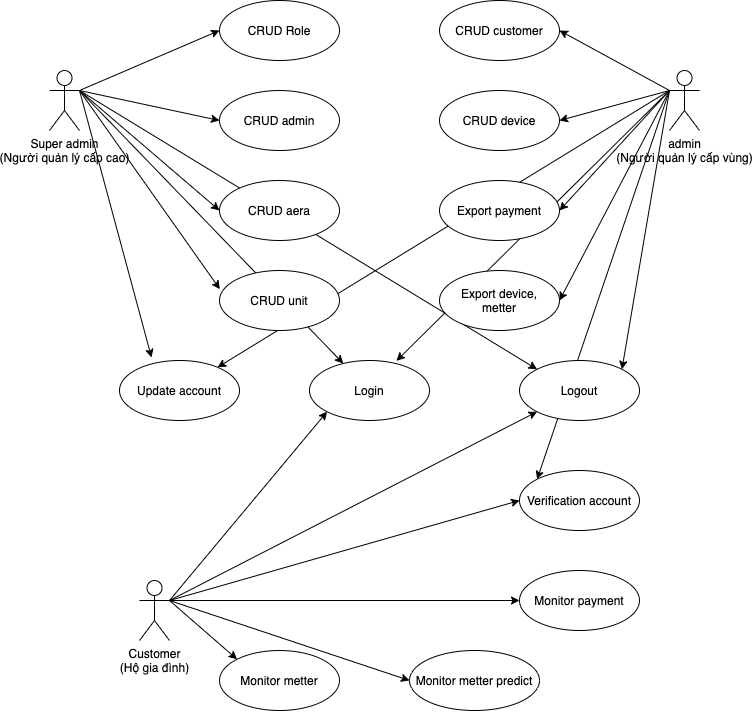 CRUD Role
CRUD customer
CRUD admin
CRUD device
Super admin
(Người quản lý cấp cao)
admin
(Người quản lý cấp vùng)
CRUD aera
Export payment
CRUD unit
Export device,
metter
Update account
Login
Logout
Verification account
Monitor payment
Customer
(Hộ gia đình)
Monitor metter
Monitor metter predict